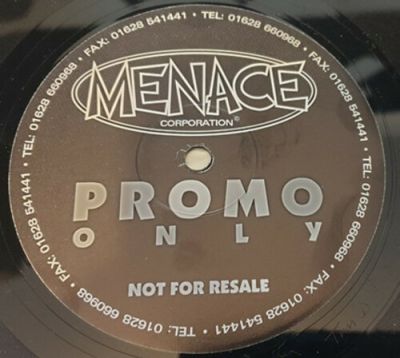 MENACE
CORPORATION®
PROMO
ONLY
NOT FOR RESALE
• TEL: 01628 660968 • FAX: 01628 541441 • TEL: 01628 660968 • FAX: 01628 541441 • TEL: 01628 660968 • FAX: 01628 541441 • TEL: 01628 660968 • FAX: 01628 541441